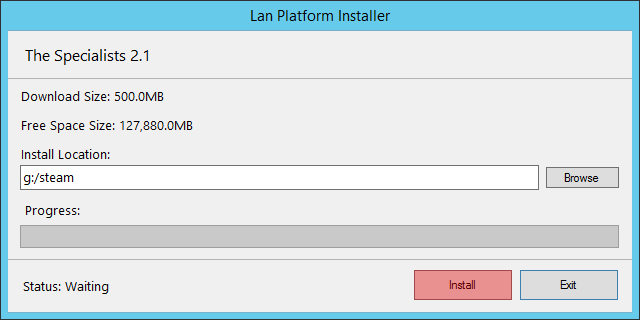 Lan Platform Installer
The Specialists 2.1
Download Size: 500.0MB
Free Space Size: 127,880.0MB
Install Location:
g:/steam
Browse
Progress:
Status: Waiting
Install
Exit